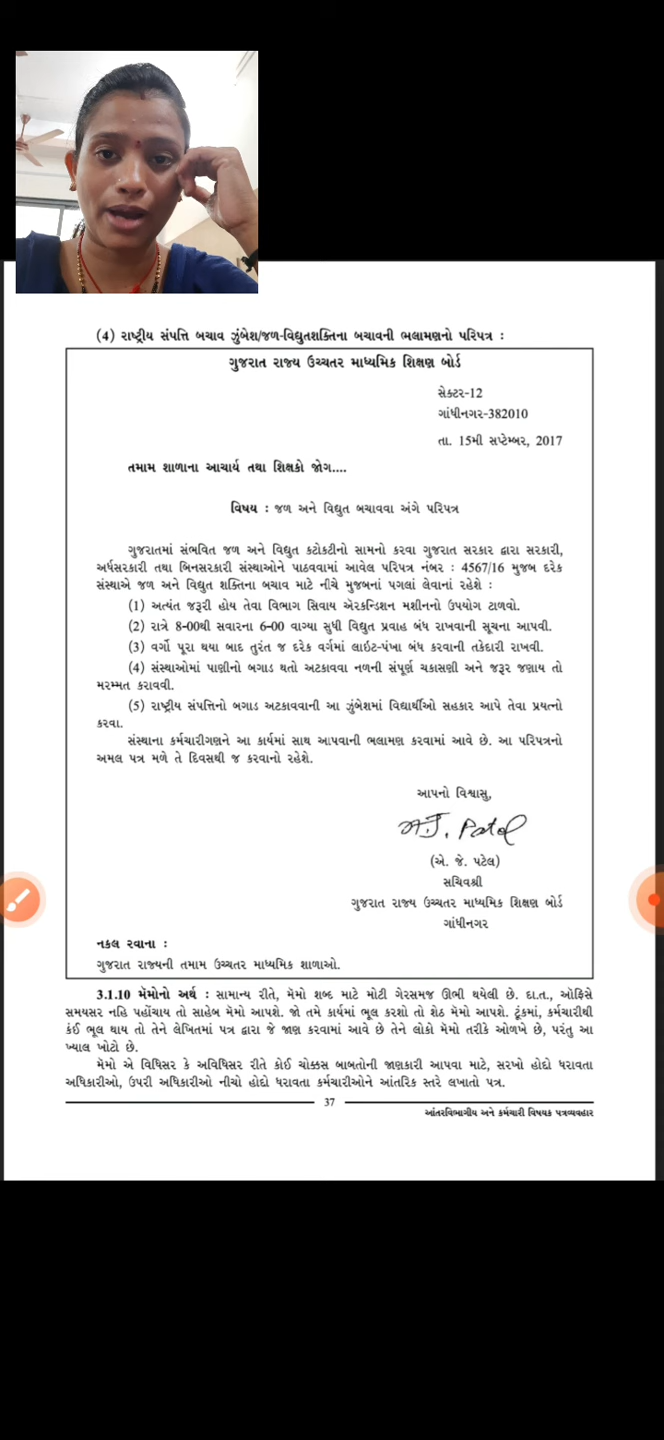 (4) રાષ્ટ્રીય સંપત્તિ બચાવ ઝુંબેશ/જળ-વિદ્યુતશક્તિના બચાવની ભલામણનો પરિપત્ર :
ગુજરાત રાજ્ય ઉચ્ચતર માધ્યમિક શિક્ષણ બોર્ડ
સેક્ટર-12
ગાંધીનગર-382010
તા. 15મી સપ્ટેમ્બર, 2017
તમામ શાળાના આચાર્ય તથા શિક્ષકો જોગ....
વિષય : જળ અને વિદ્યુત બચાવવા અંગે પરિપત્ર
ગુજરાતમાં સંભવિત જળ અને વિદ્યુત કટોકટીનો સામનો કરવા ગુજરાત સરકાર દ્વારા સરકારી,
અર્ધસરકારી તથા બિનસરકારી સંસ્થાઓને પાઠવવામાં આવેલ પરિપત્ર નંબર : 4567/16 મુજબ દરેક
સંસ્થાએ જળ અને વિદ્યુત શક્તિના બચાવ માટે નીચે મુજબનાં પગલાં લેવાનાં રહેશે :
(1) અત્યંત જરૂરી હોય તેવા વિભાગ સિવાય ઍરકન્ડિશન મશીનનો ઉપયોગ ટાળવો.
(2) રાત્રે 8-00થી સવારના 6-00 વાગ્યા સુધી વિદ્યુત પ્રવાહ બંધ રાખવાની સૂચના આપવી.
(3) વર્ગો પૂરા થયા બાદ તુરંત જ દરેક વર્ગમાં લાઇટ-પંખા બંધ કરવાની તકેદારી રાખવી.
(4) સંસ્થાઓમાં પાણીનો બગાડ થતો અટકાવવા નળની સંપૂર્ણ ચકાસણી અને જરૂર જણાય તો
મરમ્મત કરાવવી.
(5) રાષ્ટ્રીય સંપત્તિનો બગાડ અટકાવવાની આ ઝુંબેશમાં વિદ્યાર્થીઓ સહકાર આપે તેવા પ્રયત્નો
કરવા.
સંસ્થાના કર્મચારીગણને આ કાર્યમાં સાથ આપવાની ભલામણ કરવામાં આવે છે. આ પરિપત્રનો
અમલ પત્ર મળે તે દિવસથી જ કરવાનો રહેશે.
આપનો વિશ્વાસુ,
A.J. Patel
(એ. જે. પટેલ)
સચિવશ્રી
ગુજરાત રાજ્ય ઉચ્ચતર માધ્યમિક શિક્ષણ બોર્ડ
ગાંધીનગર
નકલ રવાના :
ગુજરાત રાજ્યની તમામ ઉચ્ચતર માધ્યમિક શાળાઓ.
3.1.10 મૅમોનો અર્થ : સામાન્ય રીતે, મૅમો શબ્દ માટે મોટી ગેરસમજ ઊભી થયેલી છે. દા.ત., ઑફિસે
સમયસર નહિ પહોંચાય તો સાહેબ મૅમો આપશે. જો તમે કાર્યમાં ભૂલ કરશો તો શેઠ મૅમો આપશે. ટૂંકમાં, કર્મચારીથી
કંઈ ભૂલ થાય તો તેને લેખિતમાં પત્ર દ્વારા જે જાણ કરવામાં આવે છે તેને લોકો મૅમો તરીકે ઓળખે છે, પરંતુ આ
ખ્યાલ ખોટો છે.
મૅમો એ વિધિસર કે અવિધિસર રીતે કોઈ ચોક્કસ બાબતોની જાણકારી આપવા માટે, સરખો હોદો ધરાવતા
અધિકારીઓ, ઉપરી અધિકારીઓ નીચો હોદો ધરાવતા કર્મચારીઓને આંતરિક સ્તરે લખાતો પત્ર.
37
આંતરવિભાગીય અને કર્મચારી વિષયક પત્રવ્યવહાર